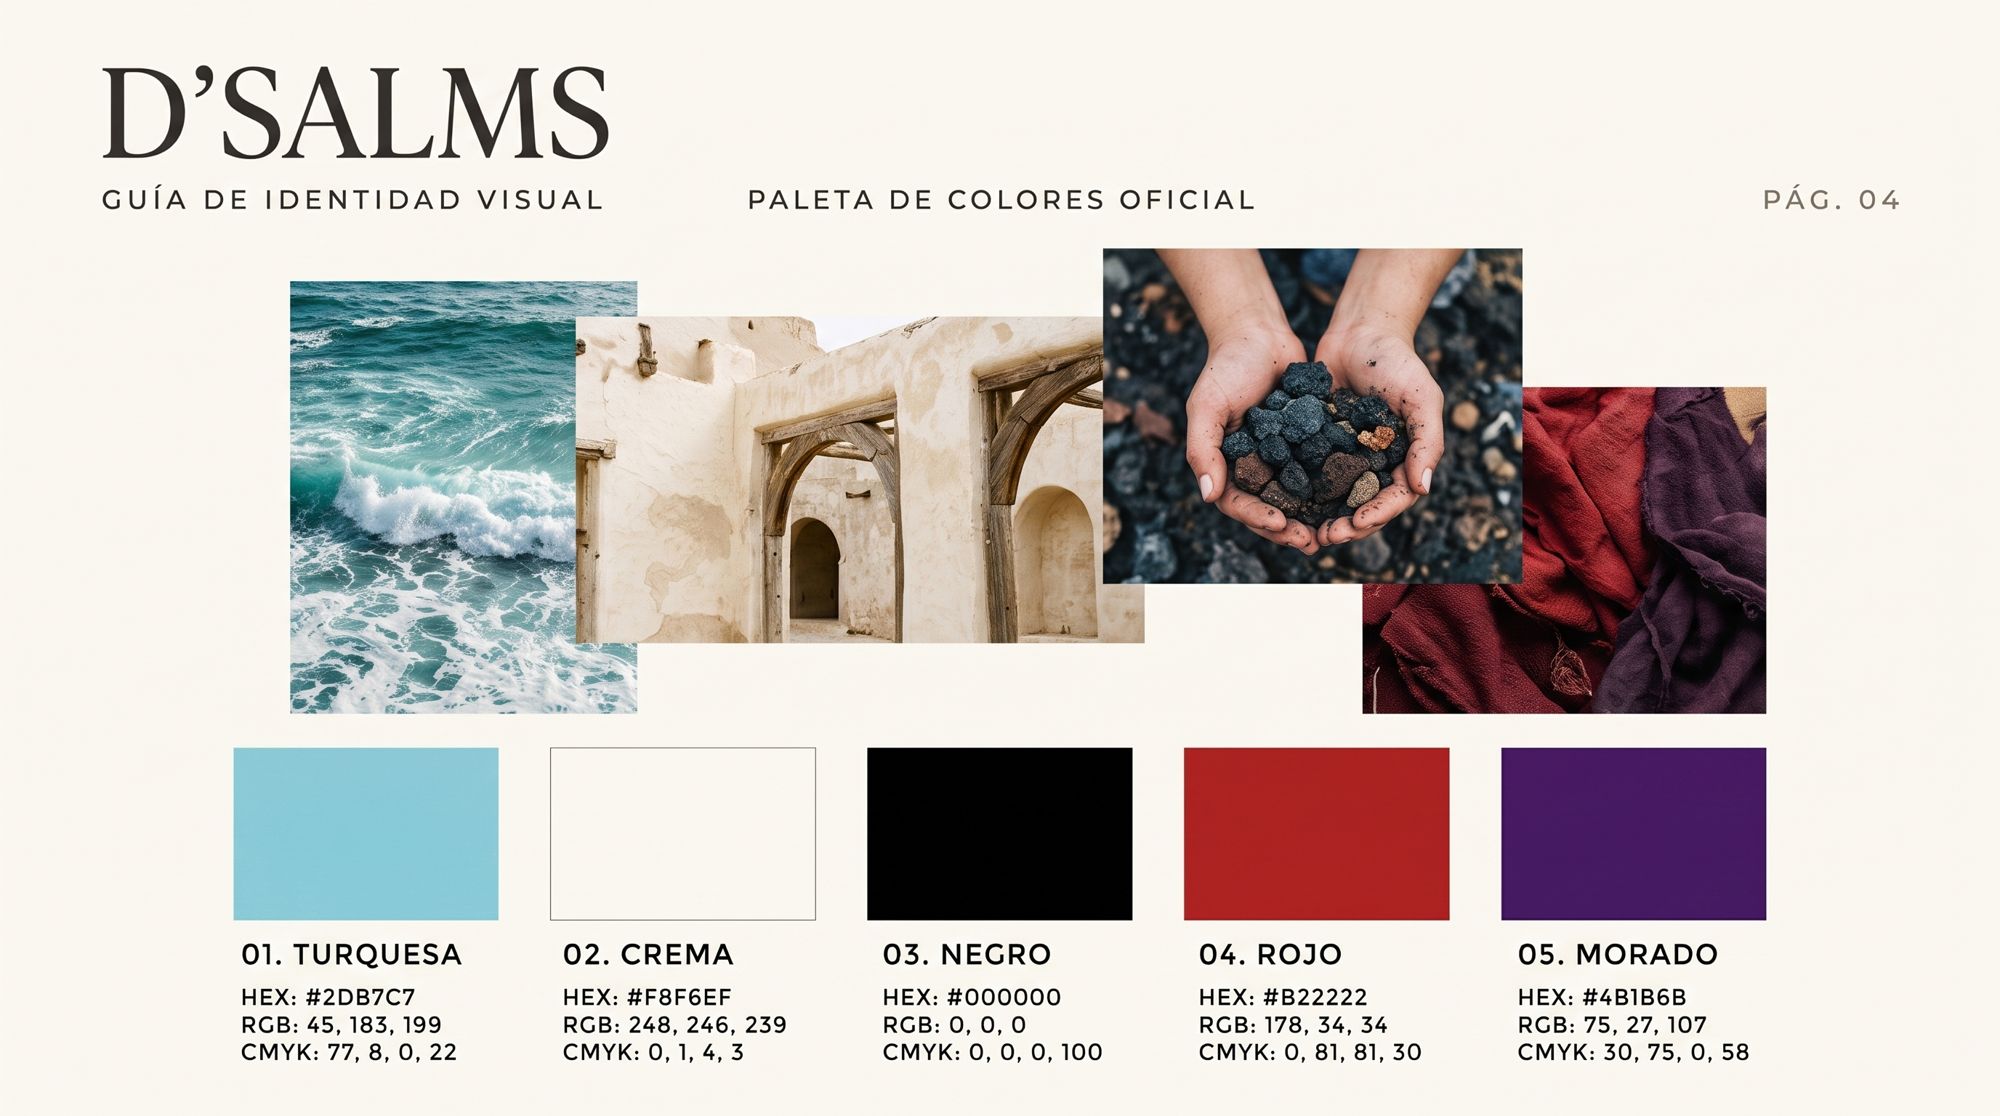 D’SALMS
GUÍA DE IDENTIDAD VISUAL
PALETA DE COLORES OFICIAL
PÁG. 04
01. TURQUESA
HEX: #2DB7C7
RGB: 45, 183, 199
CMYK: 77, 8, 0, 22
02. CREMA
HEX: #F8F6EF
RGB: 248, 246, 239
CMYK: 0, 1, 4, 3
03. NEGRO
HEX: #000000
RGB: 0, 0, 0
CMYK: 0, 0, 0, 100
04. ROJO
HEX: #B22222
RGB: 178, 34, 34
CMYK: 0, 81, 81, 30
05. MORADO
HEX: #4B1B6B
RGB: 75, 27, 107
CMYK: 30, 75, 0, 58